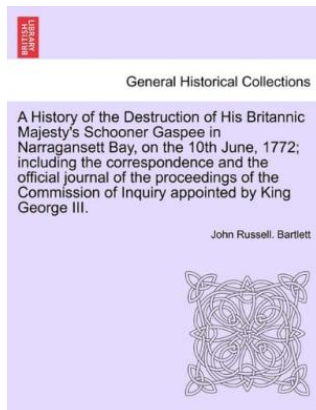 BRITISH
LIBRARY
General Historical Collections
A History of the Destruction of His Britannic
Majesty's Schooner Gaspee in
Narragansett Bay, on the 10th June, 1772;
including the correspondence and the
official journal of the proceedings of the
Commission of Inquiry appointed by King
George III.
John Russell. Bartlett